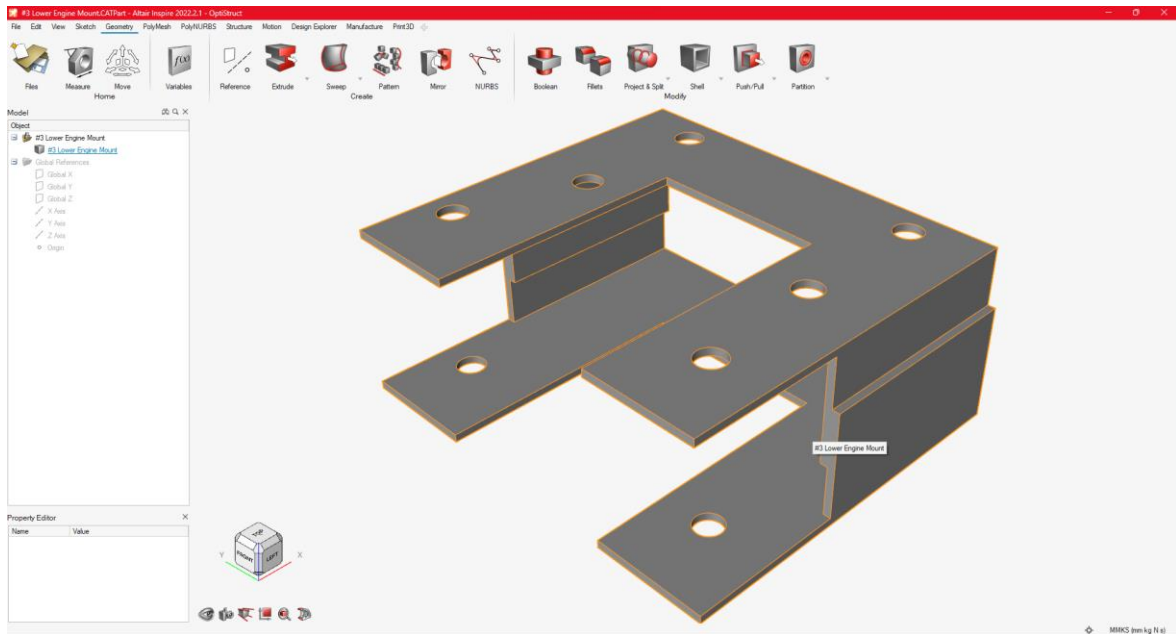 #3 Lower Engine Mount.CATPart - Altair Inspire 2022.2.1 - OptiStruct
File Edit View Sketch Geometry PolyMesh PolyNURBS Structure Motion Design Explorer Manufacture Print3D
f(x)
Files Measure Move Variables Reference Extrude Sweep Pattern Mirror NURBS Boolean Fillets Project & Split Shell Push/Pull Partition
Home Create Modify
Model
Object
#3 Lower Engine Mount
#3 Lower Engine Mount
Global References
Global X
Global Y
Global Z
X Axis
Y Axis
Z Axis
Origin
#3 Lower Engine Mount
Property Editor
Name Value
TOP
FRONT LEFT
Y X
MMKS (mm kg N s)